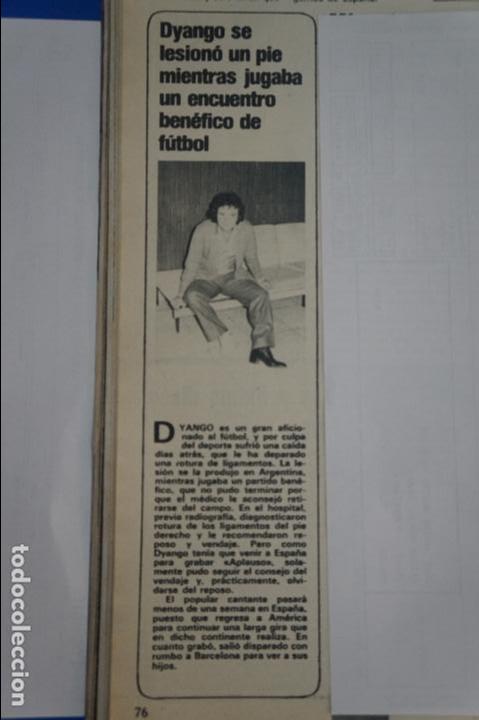 Dyango se
lesionó un pie
mientras jugaba
un encuentro
benéfico de
fútbol
DYANGO es un gran aficio-
nado al fútbol, y por culpa
del deporte sufrió una caída
días atrás, que le ha deparado
una rotura de ligamentos. La le-
sión se la produjo en Argentina,
mientras jugaba un partido bené-
fico, que no pudo terminar por-
que el médico le aconsejó reti-
rarse del campo. En el hospital,
previa radiografía, diagnosticaron
rotura de los ligamentos del pie
derecho y le recomendaron re-
poso y vendaje. Pero como
Dyango tenía que venir a España
para grabar «Aplauso», sola-
mente pudo seguir el consejo del
vendaje y, prácticamente, olvi-
darse del reposo.
El popular cantante pasará
menos de una semana en España,
puesto que regresa a América
para continuar una larga gira que
en dicho continente realiza. En
cuanto grabó, salió disparado con
rumbo a Barcelona para ver a sus
hijos.
76
todocoleccion